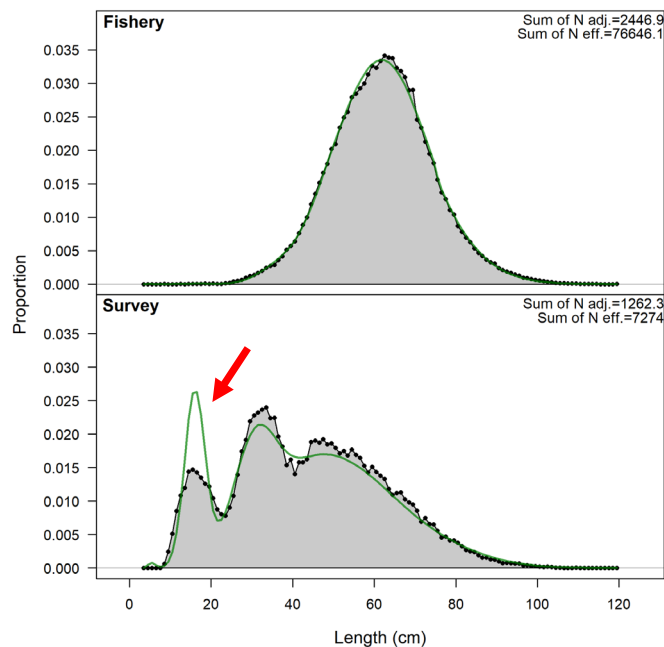 Fishery
Sum of N adj.=2446.9
Sum of N eff.=76646.1
0.035
0.030
0.025
0.020
0.015
0.010
0.005
0.000
Proportion
Survey
Sum of N adj.=1262.3
Sum of N eff.=7274
0.035
0.030
0.025
0.020
0.015
0.010
0.005
0.000
0 20 40 60 80 100 120
Length (cm)